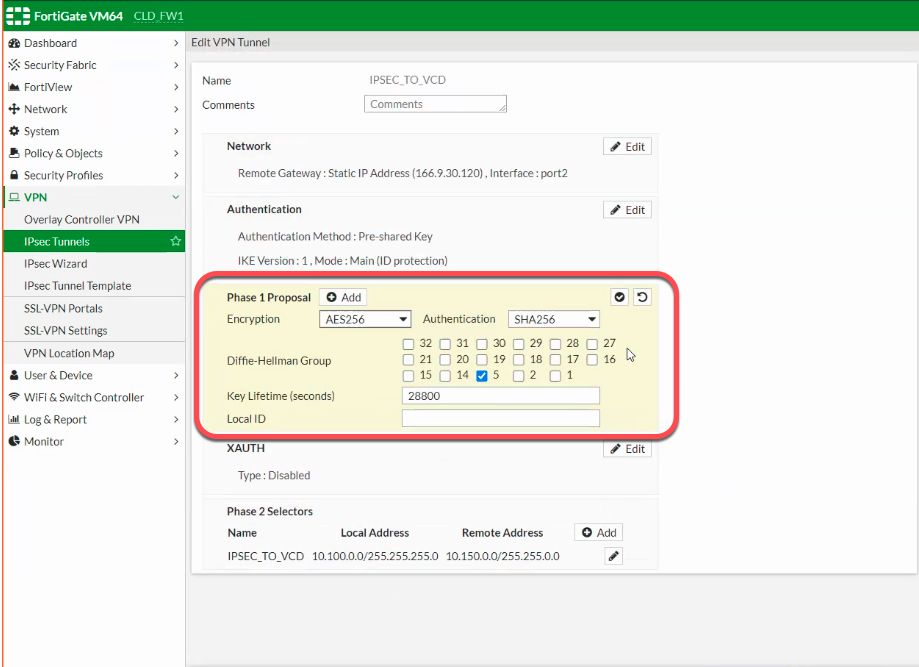 FortiGate VM64 CLD_FW1
Dashboard
Security Fabric
FortiView
Network
System
Policy & Objects
Security Profiles
VPN
Overlay Controller VPN
IPsec Tunnels
IPsec Wizard
IPsec Tunnel Template
SSL-VPN Portals
SSL-VPN Settings
VPN Location Map
User & Device
WiFi & Switch Controller
Log & Report
Monitor
Edit VPN Tunnel
Name IPSEC_TO_VCD
Comments Comments
Network Edit
Remote Gateway : Static IP Address (166.9.30.120) , Interface : port2
Authentication Edit
Authentication Method : Pre-shared Key
IKE Version : 1 , Mode : Main (ID protection)
Phase 1 Proposal Add
Encryption AES256 Authentication SHA256
32 31 30 29 28 27
Diffie-Hellman Group 21 20 19 18 17 16
15 14 5 2 1
Key Lifetime (seconds) 28800
Local ID
XAUTH Edit
Type : Disabled
Phase 2 Selectors
Name Local Address Remote Address Add
IPSEC_TO_VCD 10.100.0.0/255.255.255.0 10.150.0.0/255.255.0.0